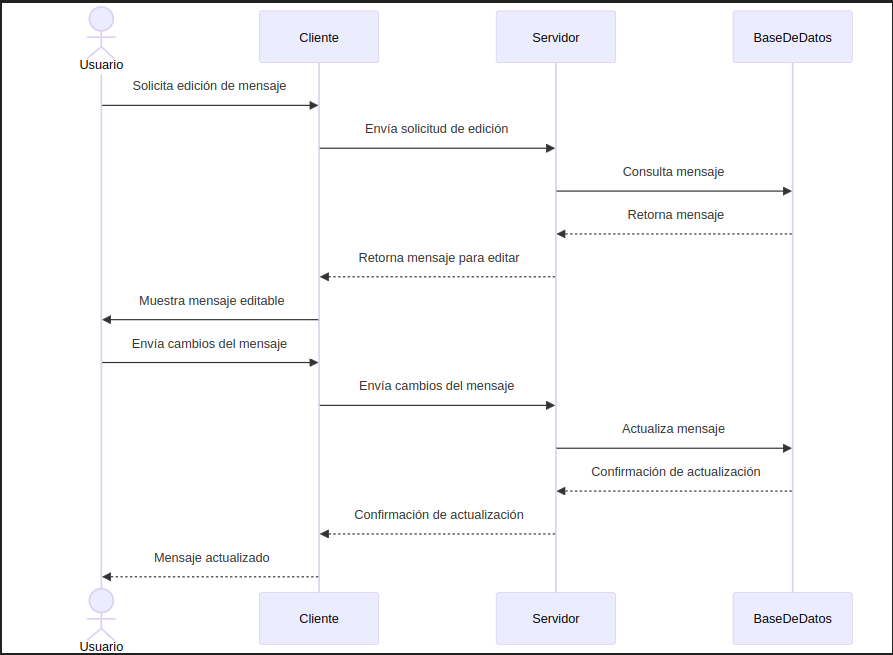 Usuario
Cliente
Servidor
BaseDeDatos
Solicita edición de mensaje
Envía solicitud de edición
Consulta mensaje
Retorna mensaje
Retorna mensaje para editar
Muestra mensaje editable
Envía cambios del mensaje
Envía cambios del mensaje
Actualiza mensaje
Confirmación de actualización
Confirmación de actualización
Mensaje actualizado
Usuario
Cliente
Servidor
BaseDeDatos